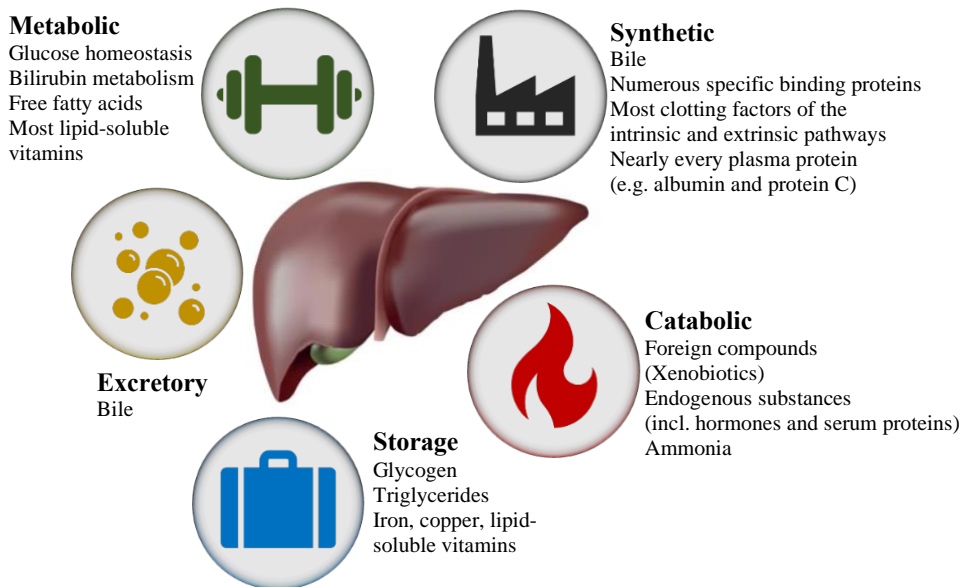 Metabolic
Glucose homeostasis
Bilirubin metabolism
Free fatty acids
Most lipid-soluble
vitamins
Synthetic
Bile
Numerous specific binding proteins
Most clotting factors of the
intrinsic and extrinsic pathways
Nearly every plasma protein
(e.g. albumin and protein C)
Excretory
Bile
Catabolic
Foreign compounds
(Xenobiotics)
Endogenous substances
(incl. hormones and serum proteins)
Ammonia
Storage
Glycogen
Triglycerides
Iron, copper, lipid-
soluble vitamins